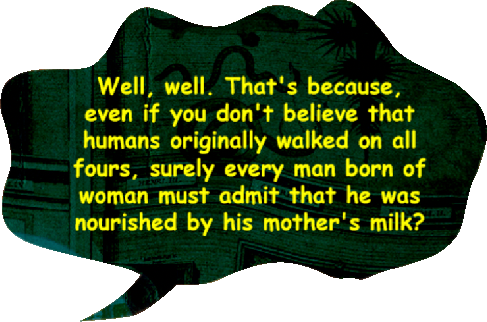 Well, well. That's because,
even if you don't believe that
humans originally walked on all
fours, surely every man born of
woman must admit that he was
nourished by his mother's milk?